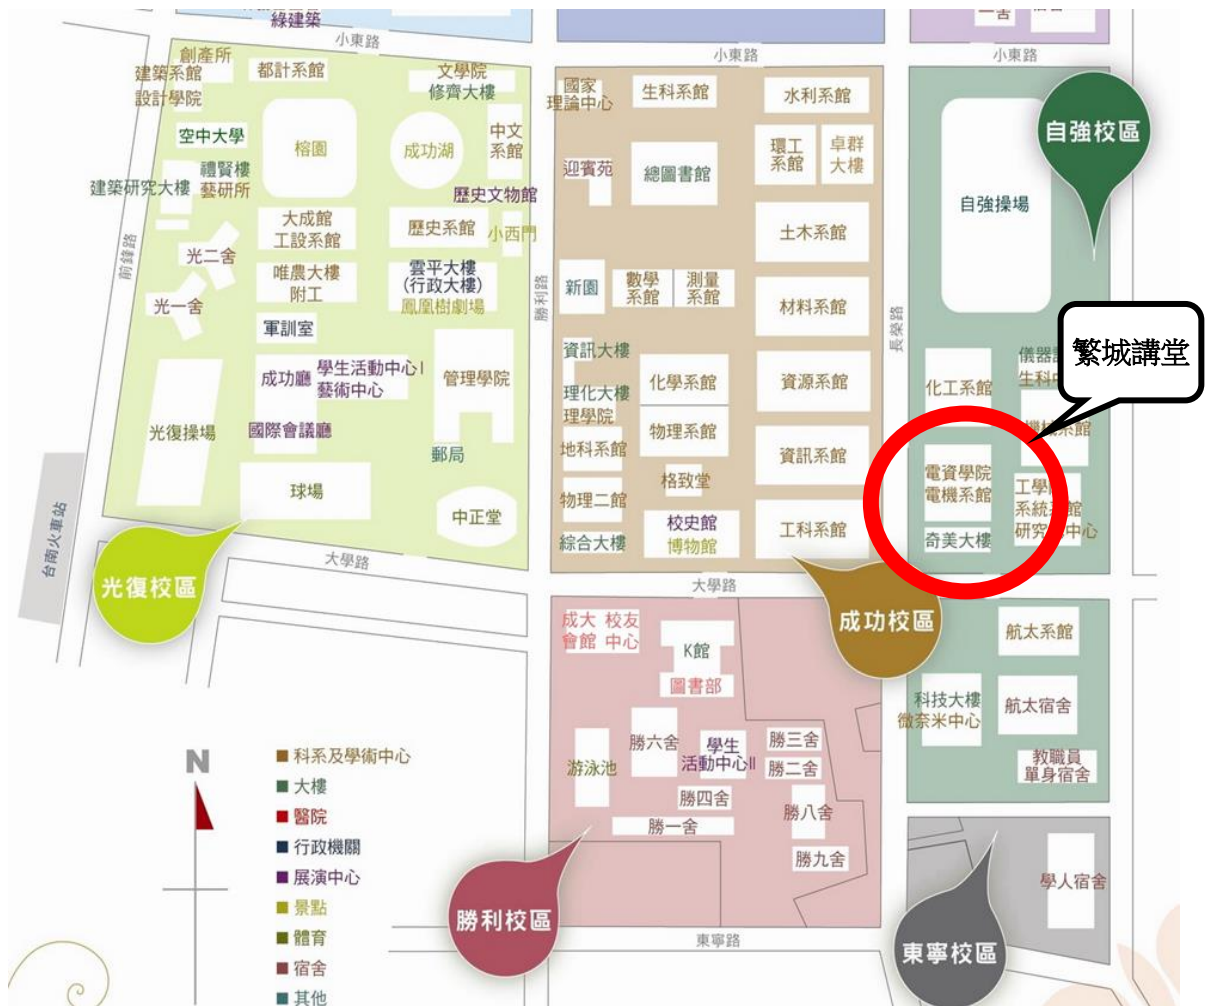 綠建築
小東路
小東路
小東路
創產所
建築系館
設計學院
都計系館
文學院
修齊大樓
空中大學
榕園
成功湖
中文
系館
禮賢樓
建築研究大樓
藝研所
歷史文物館
大成館
工設系館
歷史系館
小西門
光二舍
唯農大樓
附工
雲平大樓
(行政大樓)
鳳凰樹劇場
光一舍
軍訓室
成功廳
學生活動中心I
藝術中心
管理學院
光復操場
國際會議廳
郵局
球場
中正堂
前鋒路
勝利路
長榮路
台南火車站
大學路
大學路
光復校區
國家
理論中心
生科系館
水利系館
迎賓苑
總圖書館
環工
系館
卓群
大樓
土木系館
新園
數學
系館
測量
系館
材料系館
資訊大樓
理化大樓
理學院
化學系館
資源系館
地科系館
物理系館
資訊系館
物理二館
格致堂
綜合大樓
校史館
博物館
工科系館
成功校區
自強校區
自強操場
繁城講堂
化工系館
生科
機械系館
電資學院
電機系館
奇美大樓
工學
系統系館
研究
中心
成大
會館
校友
中心
K館
圖書部
勝六舍
學生
活動中心II
勝三舍
勝二舍
游泳池
勝四舍
勝一舍
勝八舍
勝九舍
勝利校區
航太系館
科技大樓
微奈米中心
航太宿舍
教職員
單身宿舍
學人宿舍
東寧校區
東寧路
N
科系及學術中心
大樓
醫院
行政機關
展演中心
景點
體育
宿舍
其他